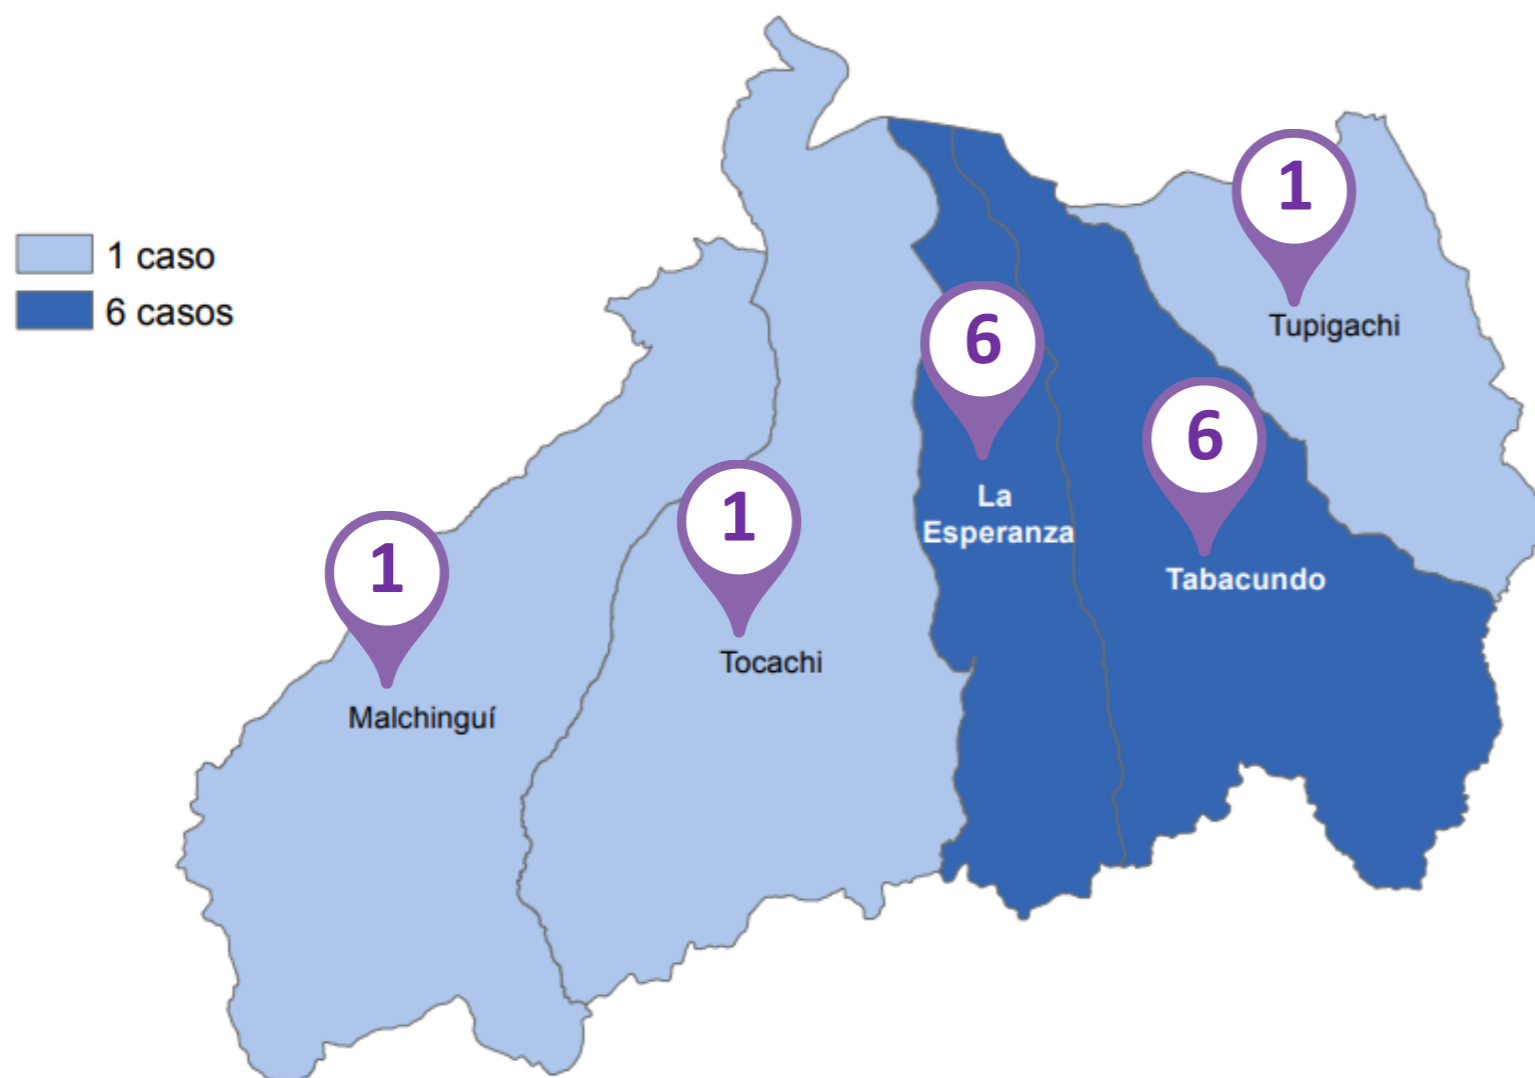 1 caso
6 casos
1
Tupigachi
6
La
Esperanza
6
Tabacundo
1
Tocachi
1
Malchinguí